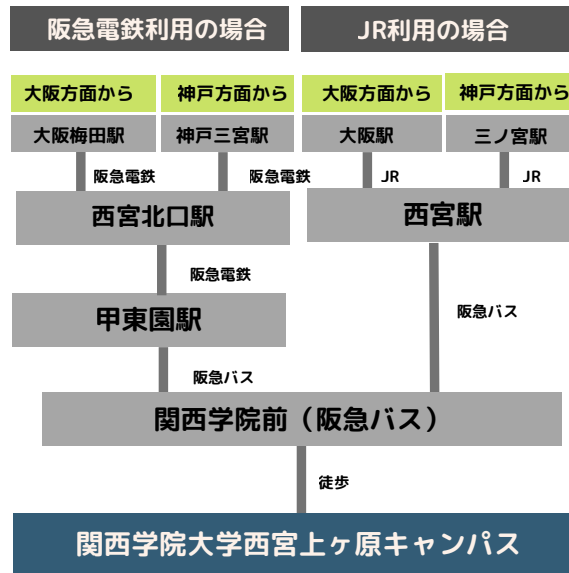 阪急電鉄利用の場合
JR利用の場合
大阪方面から
神戸方面から
大阪方面から
神戸方面から
大阪梅田駅
神戸三宮駅
大阪駅
三ノ宮駅
阪急電鉄
阪急電鉄
JR
JR
西宮北口駅
西宮駅
阪急電鉄
阪急バス
甲東園駅
阪急バス
関西学院前（阪急バス）
徒歩
関西学院大学西宮上ヶ原キャンパス